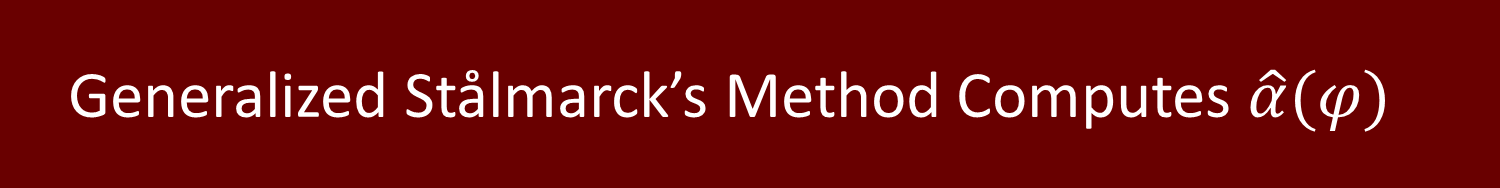 Generalized Stålmarck’s Method Computes α̂(φ)